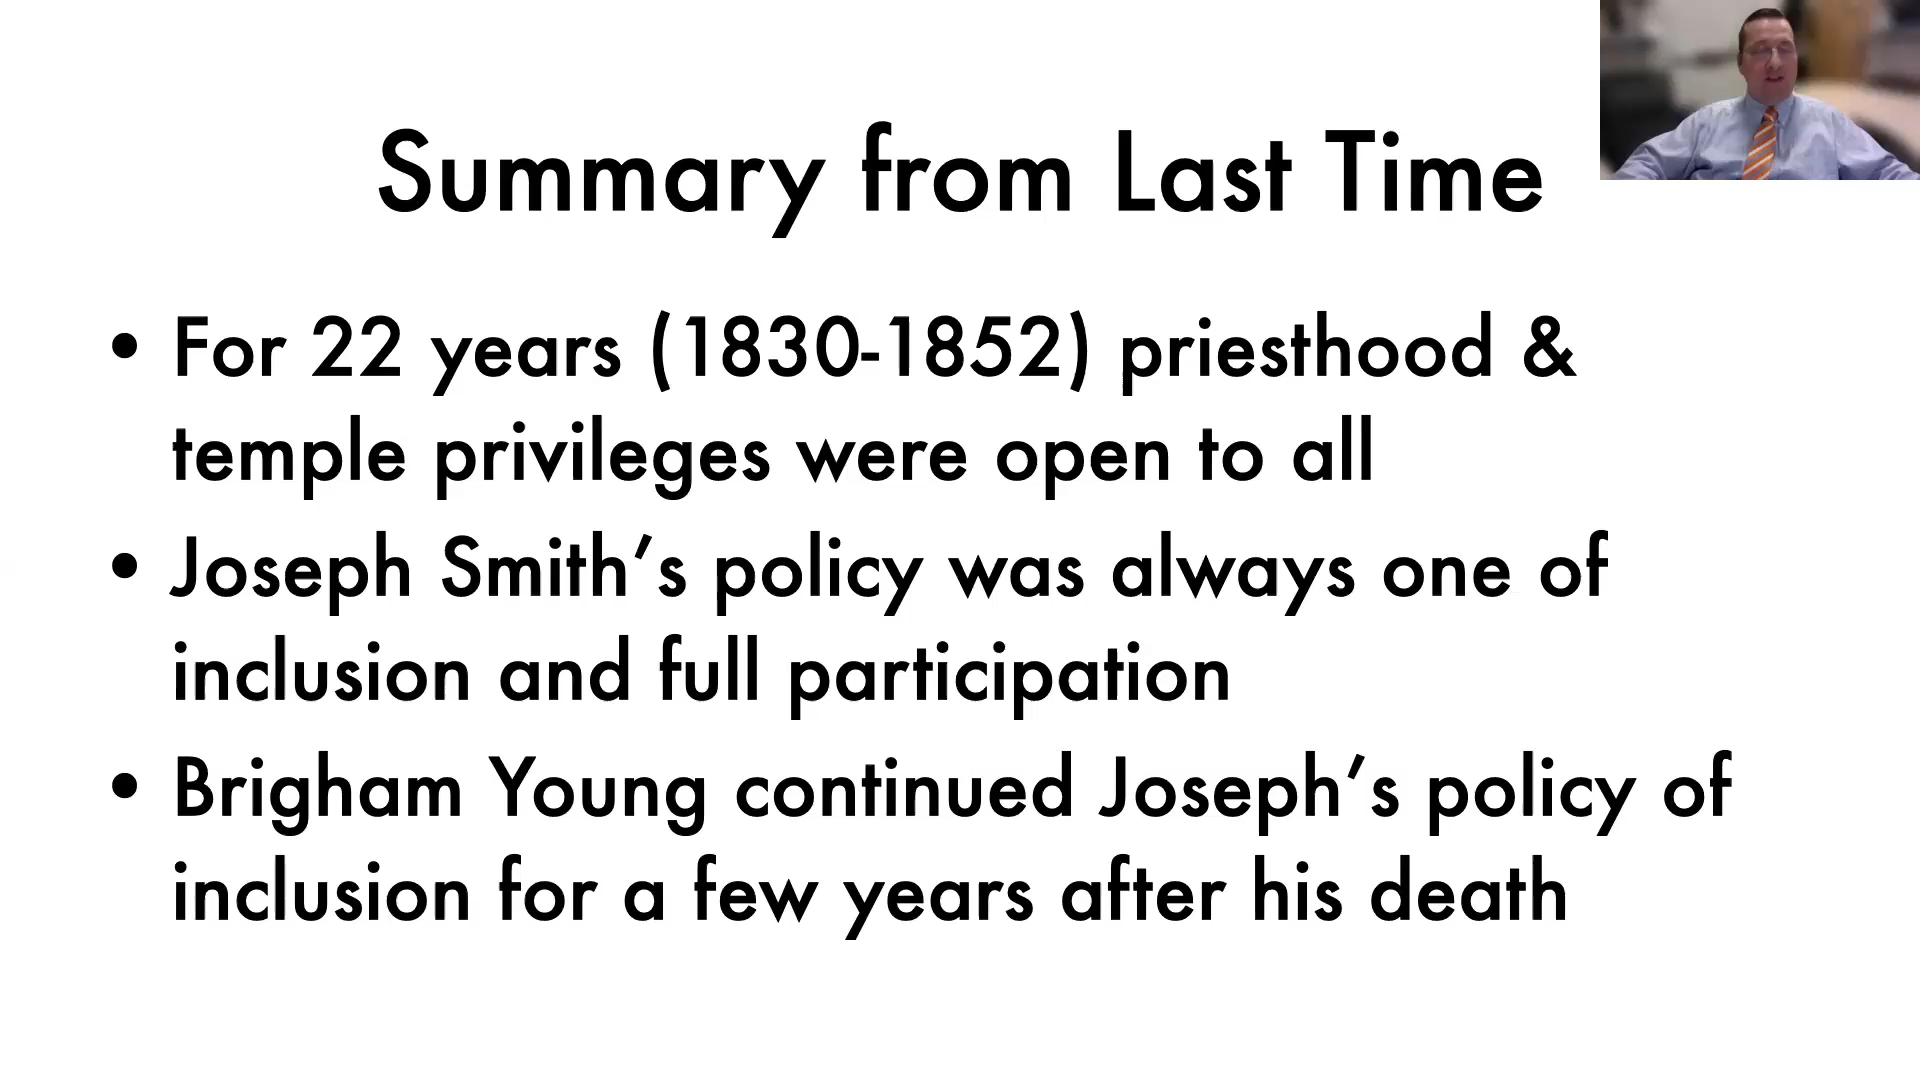 Summary from Last Time
• For 22 years (1830-1852) priesthood &
temple privileges were open to all
• Joseph Smith’s policy was always one of
inclusion and full participation
• Brigham Young continued Joseph’s policy of
inclusion for a few years after his death